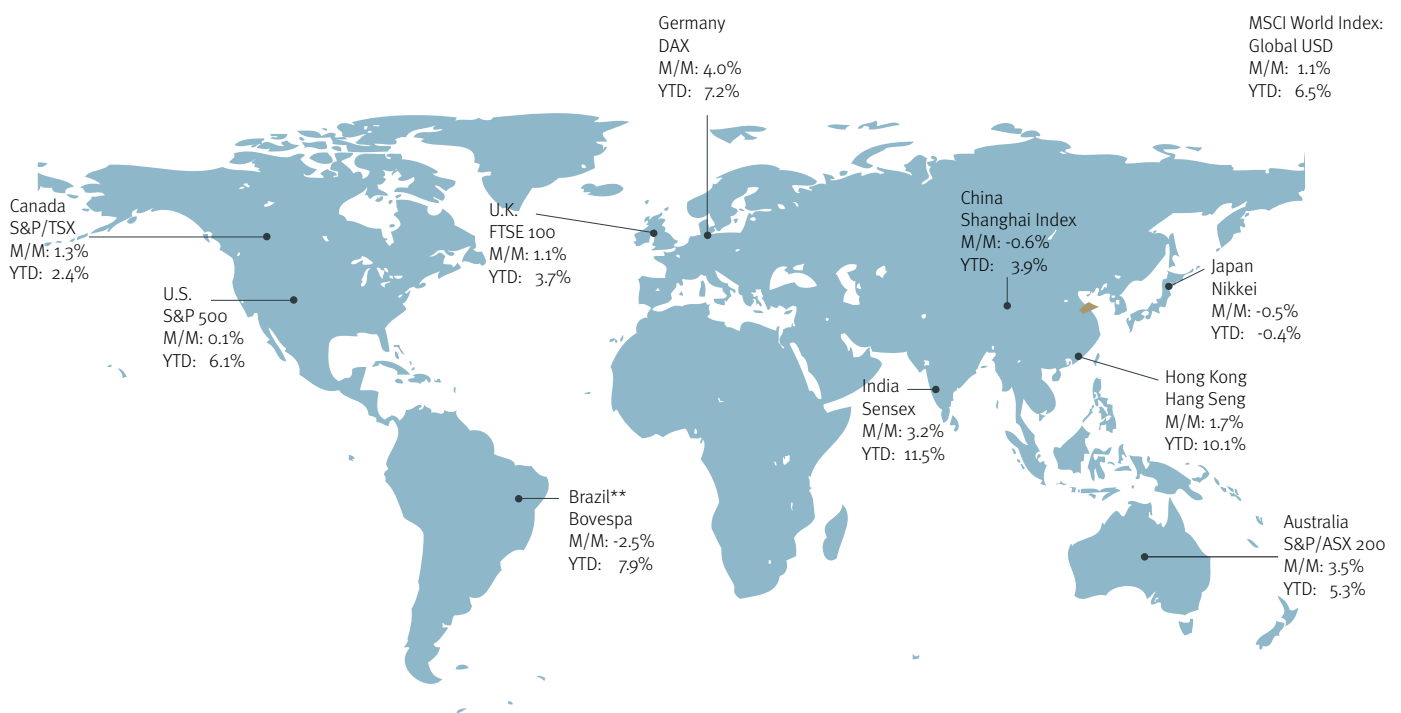 Germany
DAX
M/M: 4.0%
YTD: 7.2%
MSCI World Index:
Global USD
M/M: 1.1%
YTD: 6.5%
Canada
S&P/TSX
M/M: 1.3%
YTD: 2.4%
U.S.
S&P 500
M/M: 0.1%
YTD: 6.1%
U.K.
FTSE 100
M/M: 1.1%
YTD: 3.7%
China
Shanghai Index
M/M: -0.6%
YTD: 3.9%
Japan
Nikkei
M/M: -0.5%
YTD: -0.4%
Hong Kong
Hang Seng
M/M: 1.7%
YTD: 10.1%
India
Sensex
M/M: 3.2%
YTD: 11.5%
Brazil**
Bovespa
M/M: -2.5%
YTD: 7.9%
Australia
S&P/ASX 200
M/M: 3.5%
YTD: 5.3%